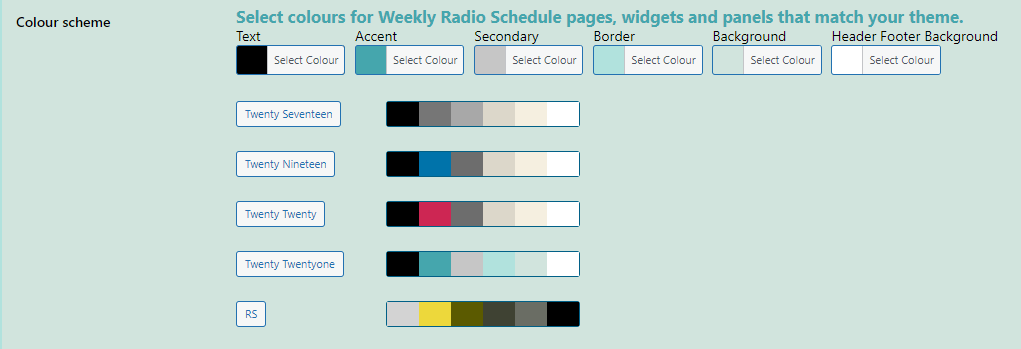 Colour scheme
Select colours for Weekly Radio Schedule pages, widgets and panels that match your theme.
Text Accent Secondary Border Background Header Footer Background
Select Colour Select Colour Select Colour Select Colour Select Colour Select Colour
Twenty Seventeen
Twenty Nineteen
Twenty Twenty
Twenty Twentyone
RS